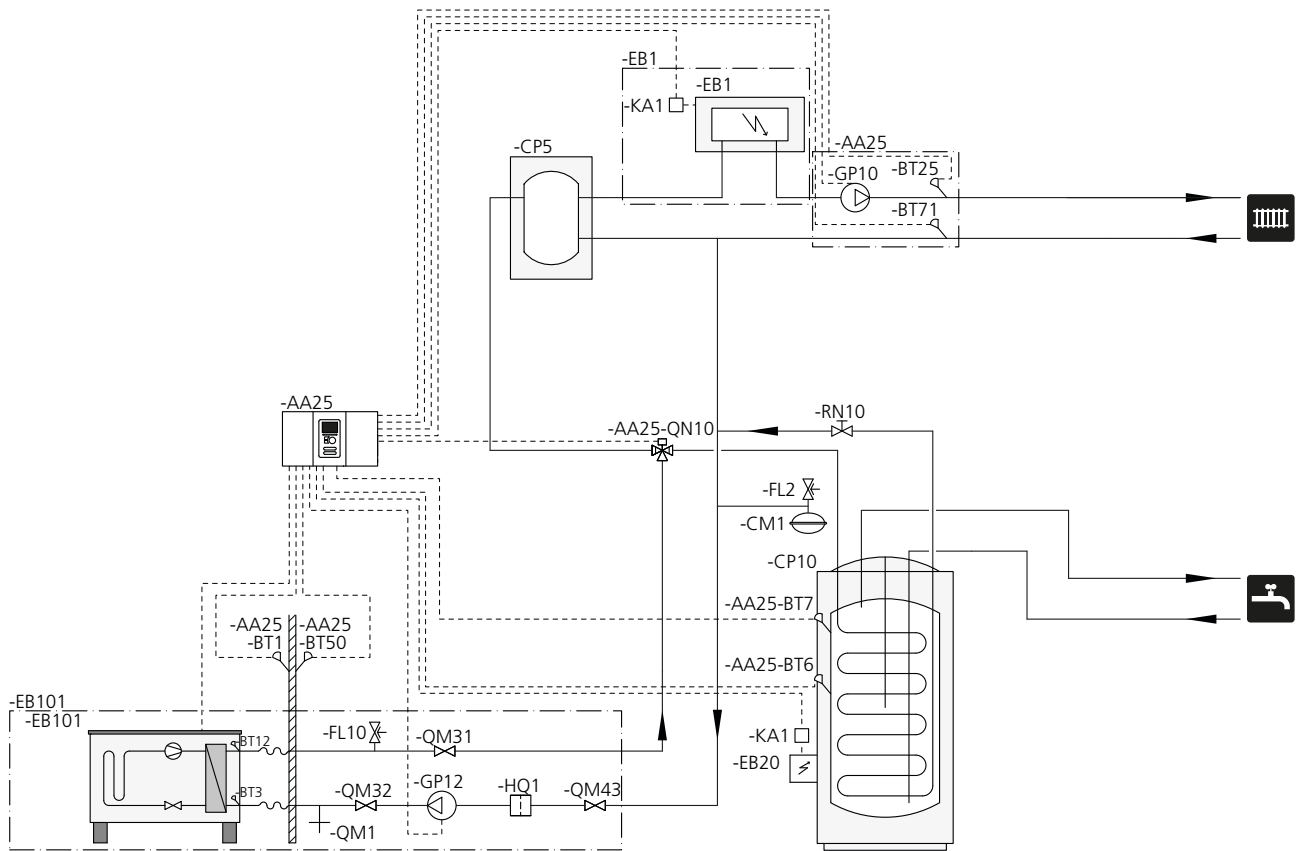 -EB1
-EB1
-KA1
-CP5
-AA25
-GP10
-BT25
-BT71
-AA25
-AA25-QN10
-RN10
-FL2
-CM1
-CP10
-AA25-BT7
-AA25
-BT1
-AA25
-BT50
-AA25-BT6
-EB101
-EB101
-BT12
-FL10
-QM31
-KA1
-EB20
-BT3
-QM32
-GP12
-HQ1
-QM43
-QM1